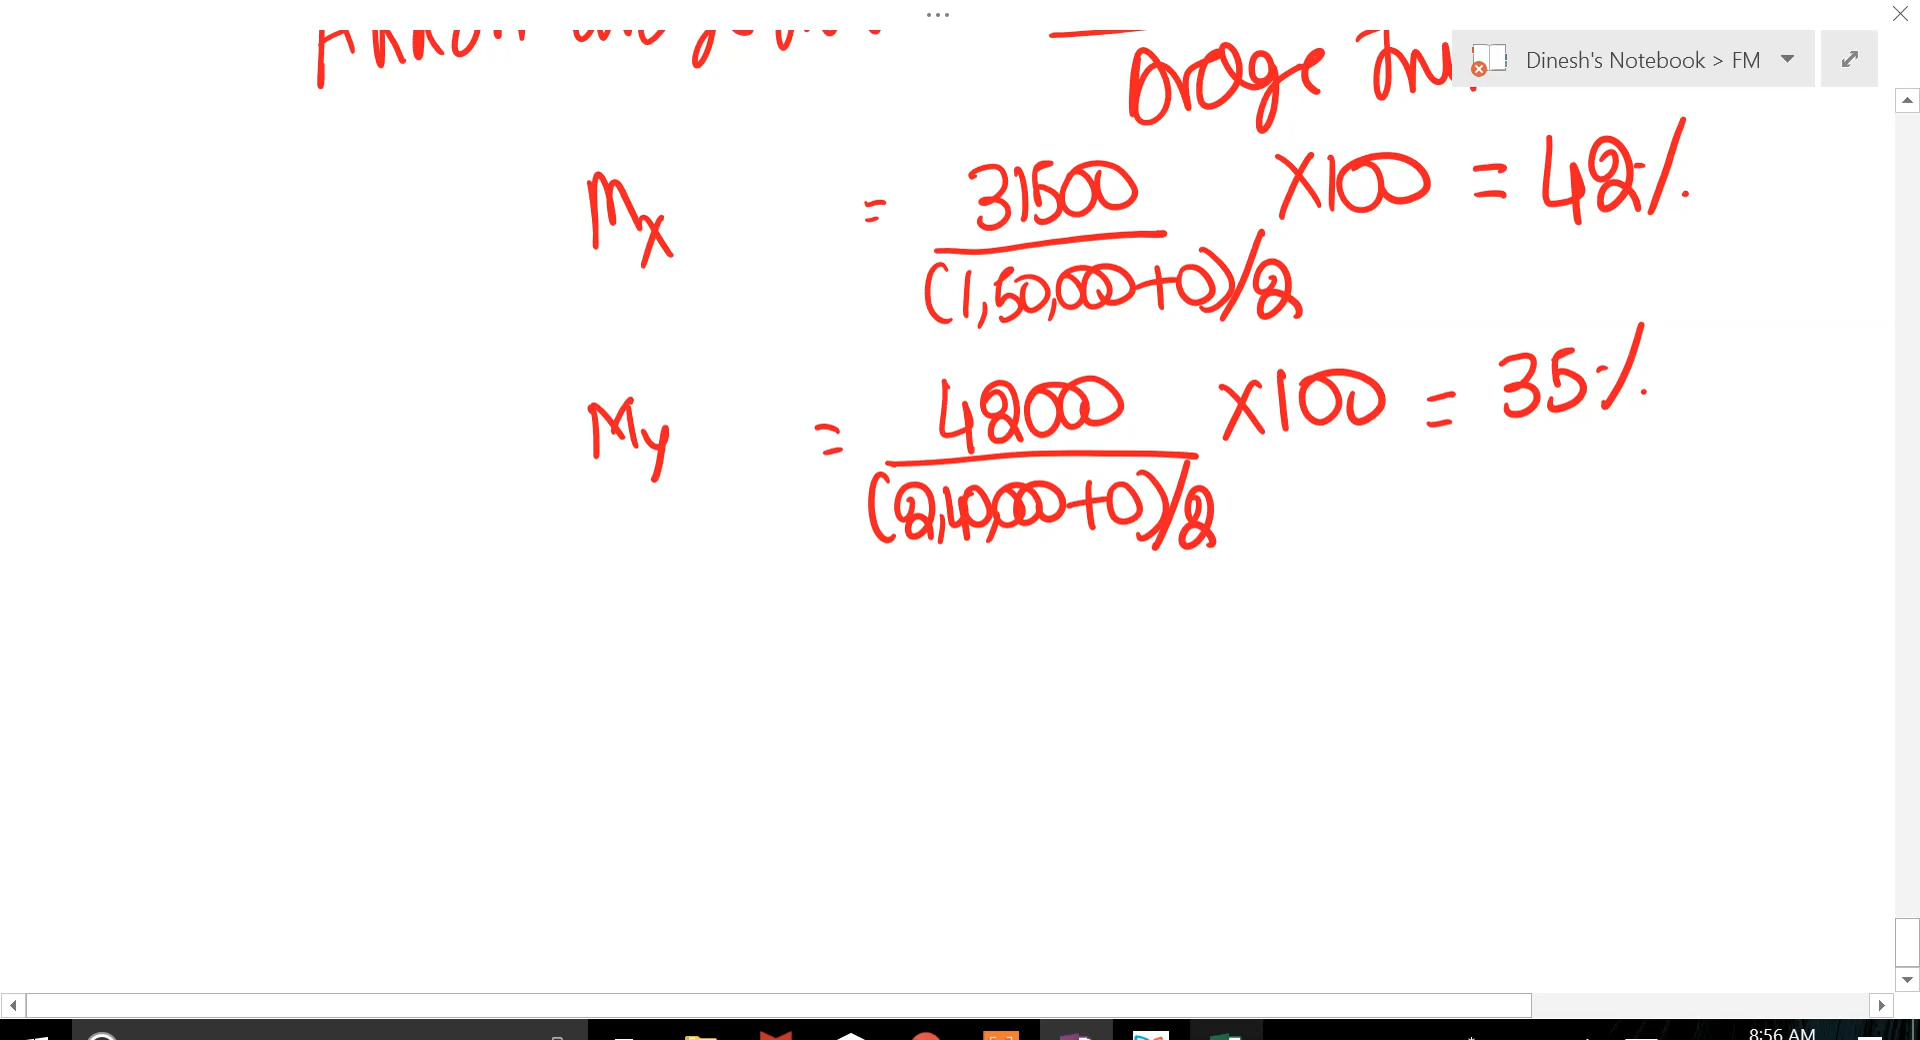 Dinesh's Notebook > FM
Average
Mx = 31500 / (1,50,000+0)/2 X100 = 42%
My = 42000 / (2,40,000+0)/2 X100 = 35%
8:56 AM